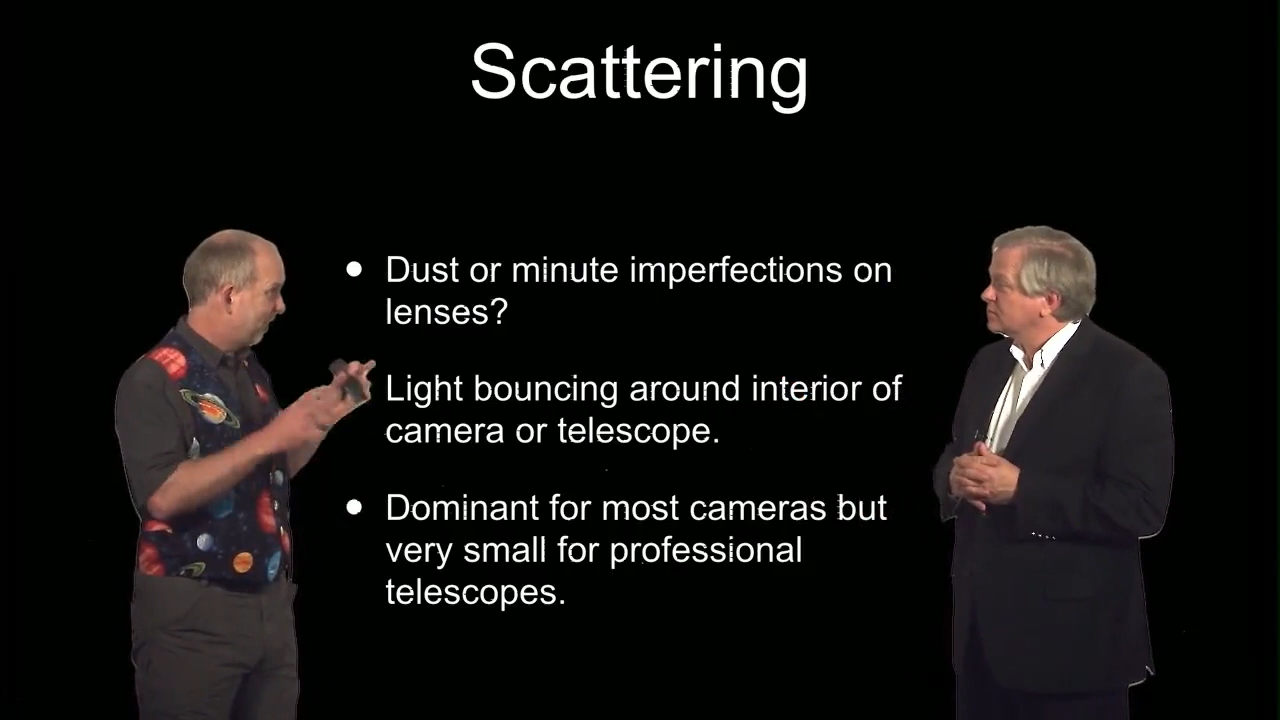 Scattering
● Dust or minute imperfections on
lenses?
Light bouncing around interior of
camera or telescope.
● Dominant for most cameras but
very small for professional
telescopes.